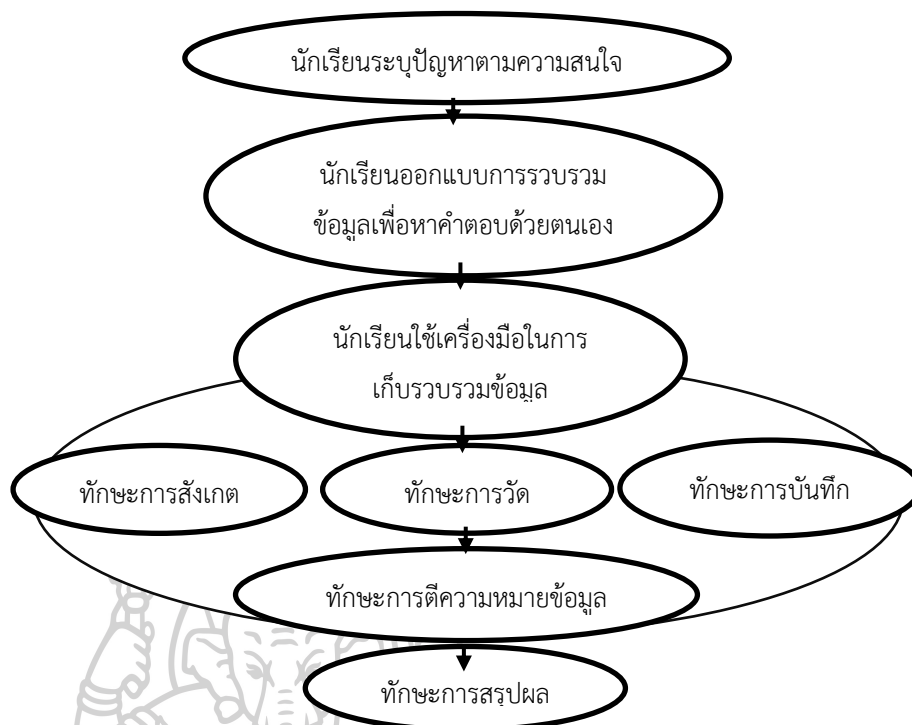 นักเรียนระบุปัญหาตามความสนใจ
นักเรียนออกแบบการรวบรวม
ข้อมูลเพื่อหาคำตอบด้วยตนเอง
นักเรียนใช้เครื่องมือในการ
เก็บรวบรวมข้อมูล
ทักษะการสังเกต
ทักษะการวัด
ทักษะการบันทึก
ทักษะการตีความหมายข้อมูล
ทักษะการสรุปผล